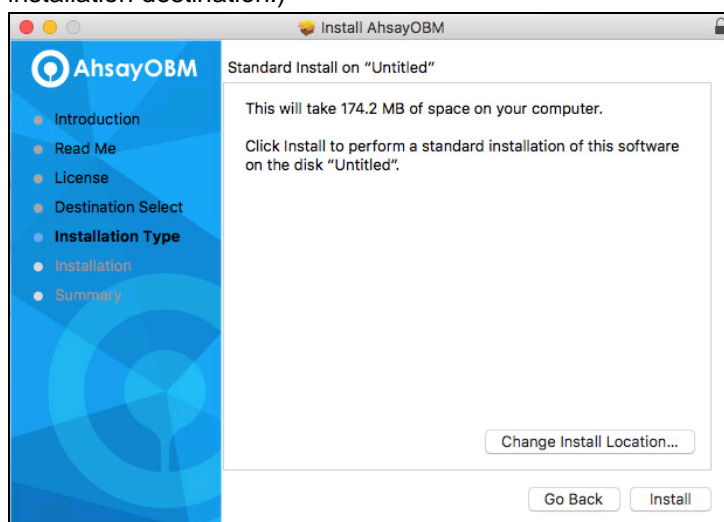 installation destination.)
Install AhsayOBM
AhsayOBM
Standard Install on “Untitled”
Introduction
Read Me
License
Destination Select
Installation Type
Installation
Summary
This will take 174.2 MB of space on your computer.
Click Install to perform a standard installation of this software
on the disk “Untitled”.
Change Install Location...
Go Back
Install